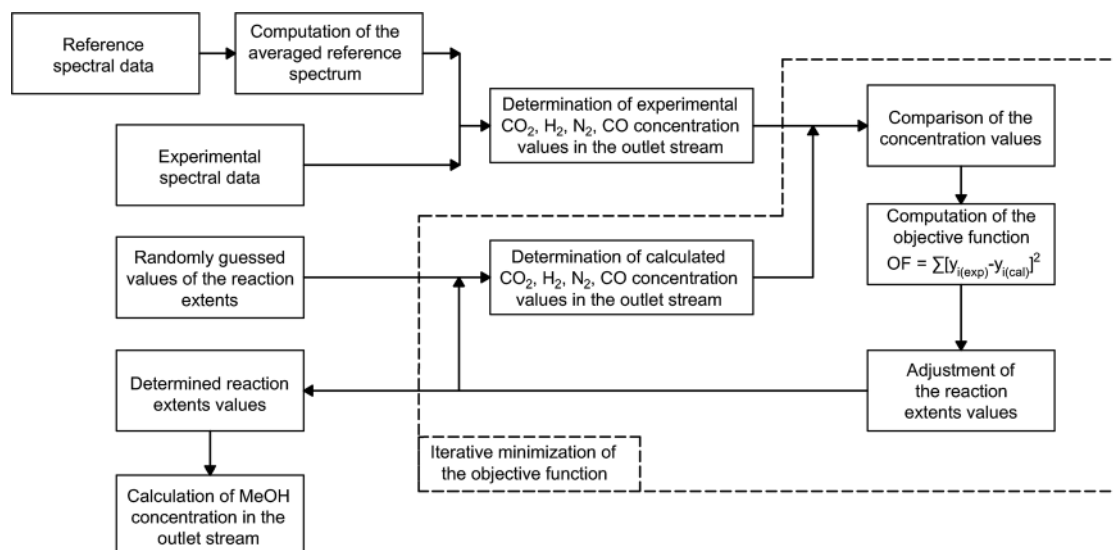 Reference
spectral data
Computation of the
averaged reference
spectrum
Experimental
spectral data
Determination of experimental
CO₂, H₂, N₂, CO concentration
values in the outlet stream
Comparison of the
concentration values
Computation of the
objective function
OF = ∑[y_i(exp)-y_i(cal)]²
Randomly guessed
values of the reaction
extents
Determination of calculated
CO₂, H₂, N₂, CO concentration
values in the outlet stream
Adjustment of
the reaction
extents values
Determined reaction
extents values
Iterative minimization of
the objective function
Calculation of MeOH
concentration in the
outlet stream